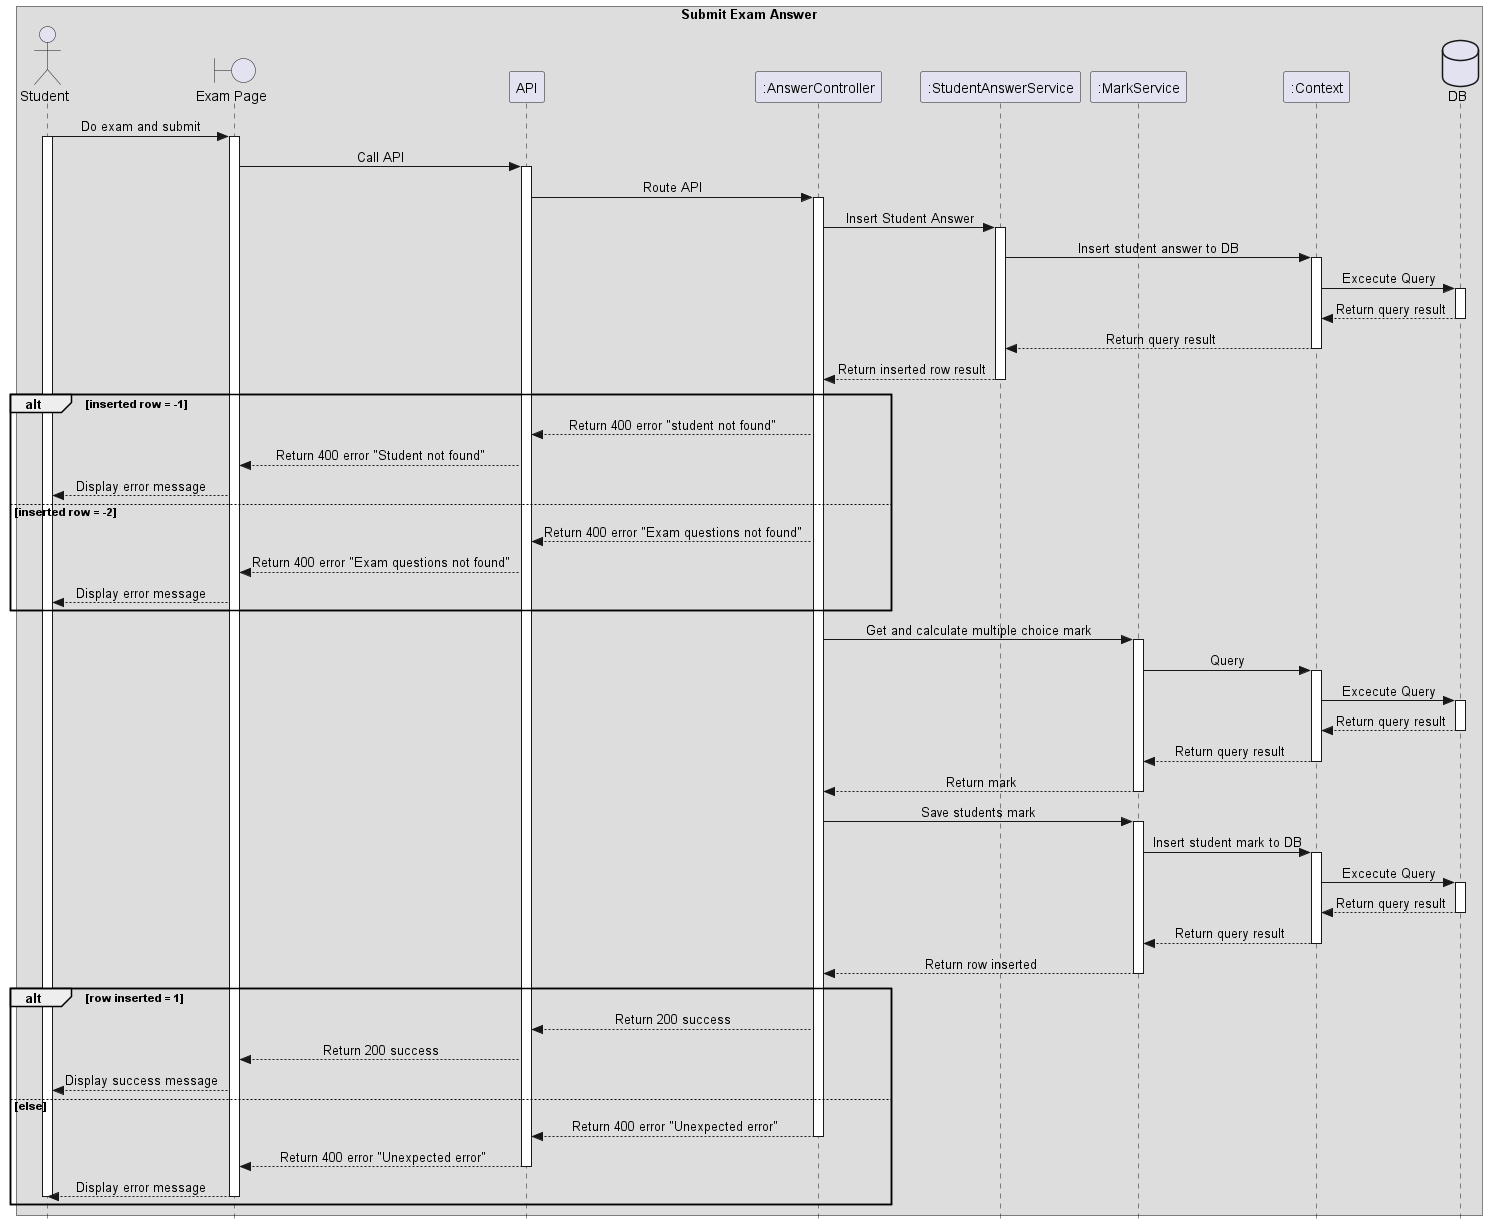 Submit Exam Answer
Student
Exam Page
API
:AnswerController
:StudentAnswerService
:MarkService
:Context
DB
Do exam and submit
Call API
Route API
Insert Student Answer
Insert student answer to DB
Excecute Query
Return query result
Return query result
Return inserted row result
alt
[inserted row = -1]
Return 400 error "student not found"
Return 400 error "Student not found"
Display error message
[inserted row = -2]
Return 400 error "Exam questions not found"
Return 400 error "Exam questions not found"
Display error message
Get and calculate multiple choice mark
Query
Excecute Query
Return query result
Return query result
Return mark
Save students mark
Insert student mark to DB
Excecute Query
Return query result
Return query result
Return row inserted
alt
[row inserted = 1]
Return 200 success
Return 200 success
Display success message
[else]
Return 400 error "Unexpected error"
Return 400 error "Unexpected error"
Display error message